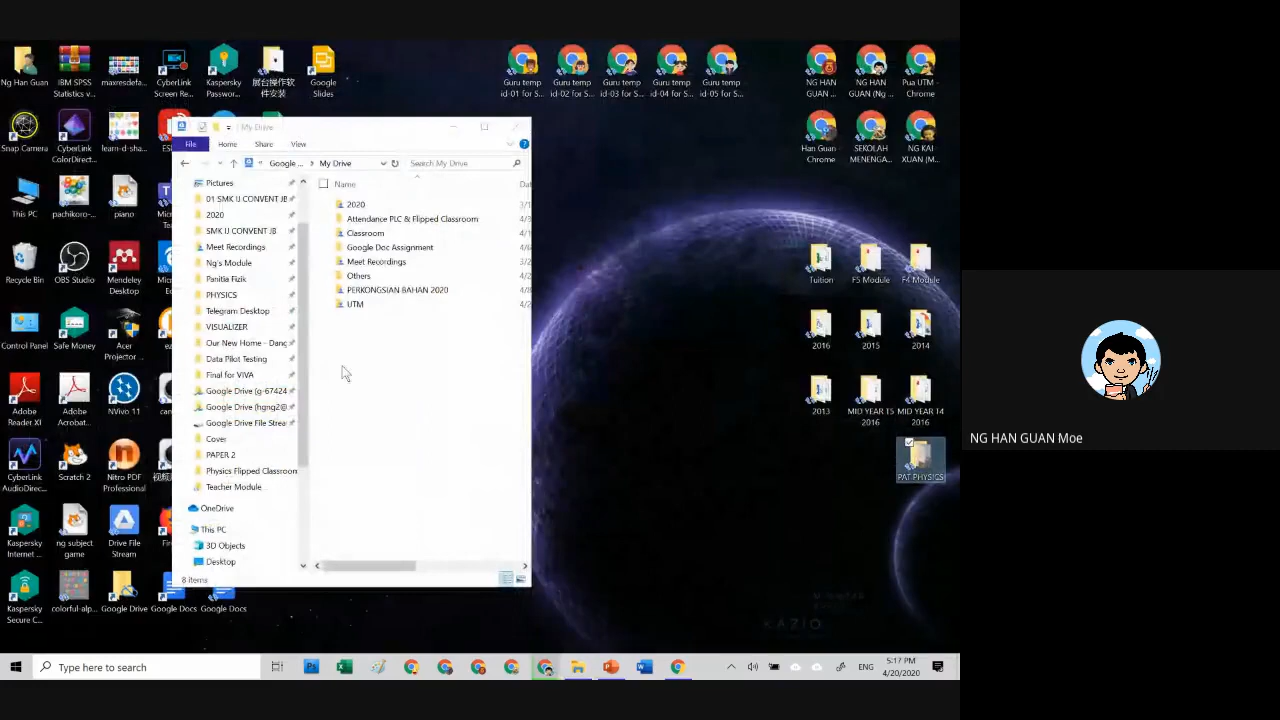 Ng Han Guan
IBM SPSS
Statistics v...
maxresdefa...
CyberLink
Screen Re...
Kaspersky
Passwor...
展台操作软
件安装
Google
Slides
Guru temp
id-01 for S...
Guru temp
id-02 for S...
Guru temp
id-03 for S...
Guru temp
id-04 for S...
Guru temp
id-05 for S...
NG HAN
GUAN ...
NG HAN
GUAN (Ng ...
Pua UTM -
Chrome
Snap Camera
CyberLink
ColorDirect...
learn-d-sha...
Han Guan -
Chrome
SEKOLAH
MENENGA...
NG KAI
XUAN (M...
This PC
pachikoro-...
piano
Recycle Bin
OBS Studio
Mendeley
Desktop
Control Panel
Safe Money
Acer
Projector ...
Adobe
Reader XI
Adobe
Acrobat...
NVivo 11
CyberLink
AudioDirec...
Scratch 2
Nitro PDF
Professional
Kaspersky
Internet ...
ng subject
game
Drive File
Stream
Kaspersky
Secure C...
colorful-alp...
Google Drive
Google Docs
Google Docs
My Drive
File
Home
Share
View
Google ...
My Drive
Search My Drive
Name
Pictures
01 SMK IJ CONVENT JB
2020
SMK IJ CONVENT JB
Meet Recordings
Ng's Module
Panitia Fizik
PHYSICS
Telegram Desktop
VISUALIZER
Our New Home - Dang
Data Pilot Testing
Final for VIVA
Google Drive (g-67424
Google Drive (hgng2@
Google Drive File Strea
Cover
PAPER 2
Physics Flipped Classroom
Teacher Module
OneDrive
This PC
3D Objects
Desktop
2020
Attendance PLC & Flipped Classroom
Classroom
Google Doc Assignment
Meet Recordings
Others
PERKONGSIAN BAHAN 2020
UTM
8 items
Tuition
F5 Module
F4 Module
2016
2015
2014
2013
MID YEAR T5
2016
MID YEAR T4
2016
PAT PHYSICS
KAZIO
Type here to search
ENG
5:17 PM
4/20/2020
NG HAN GUAN Moe